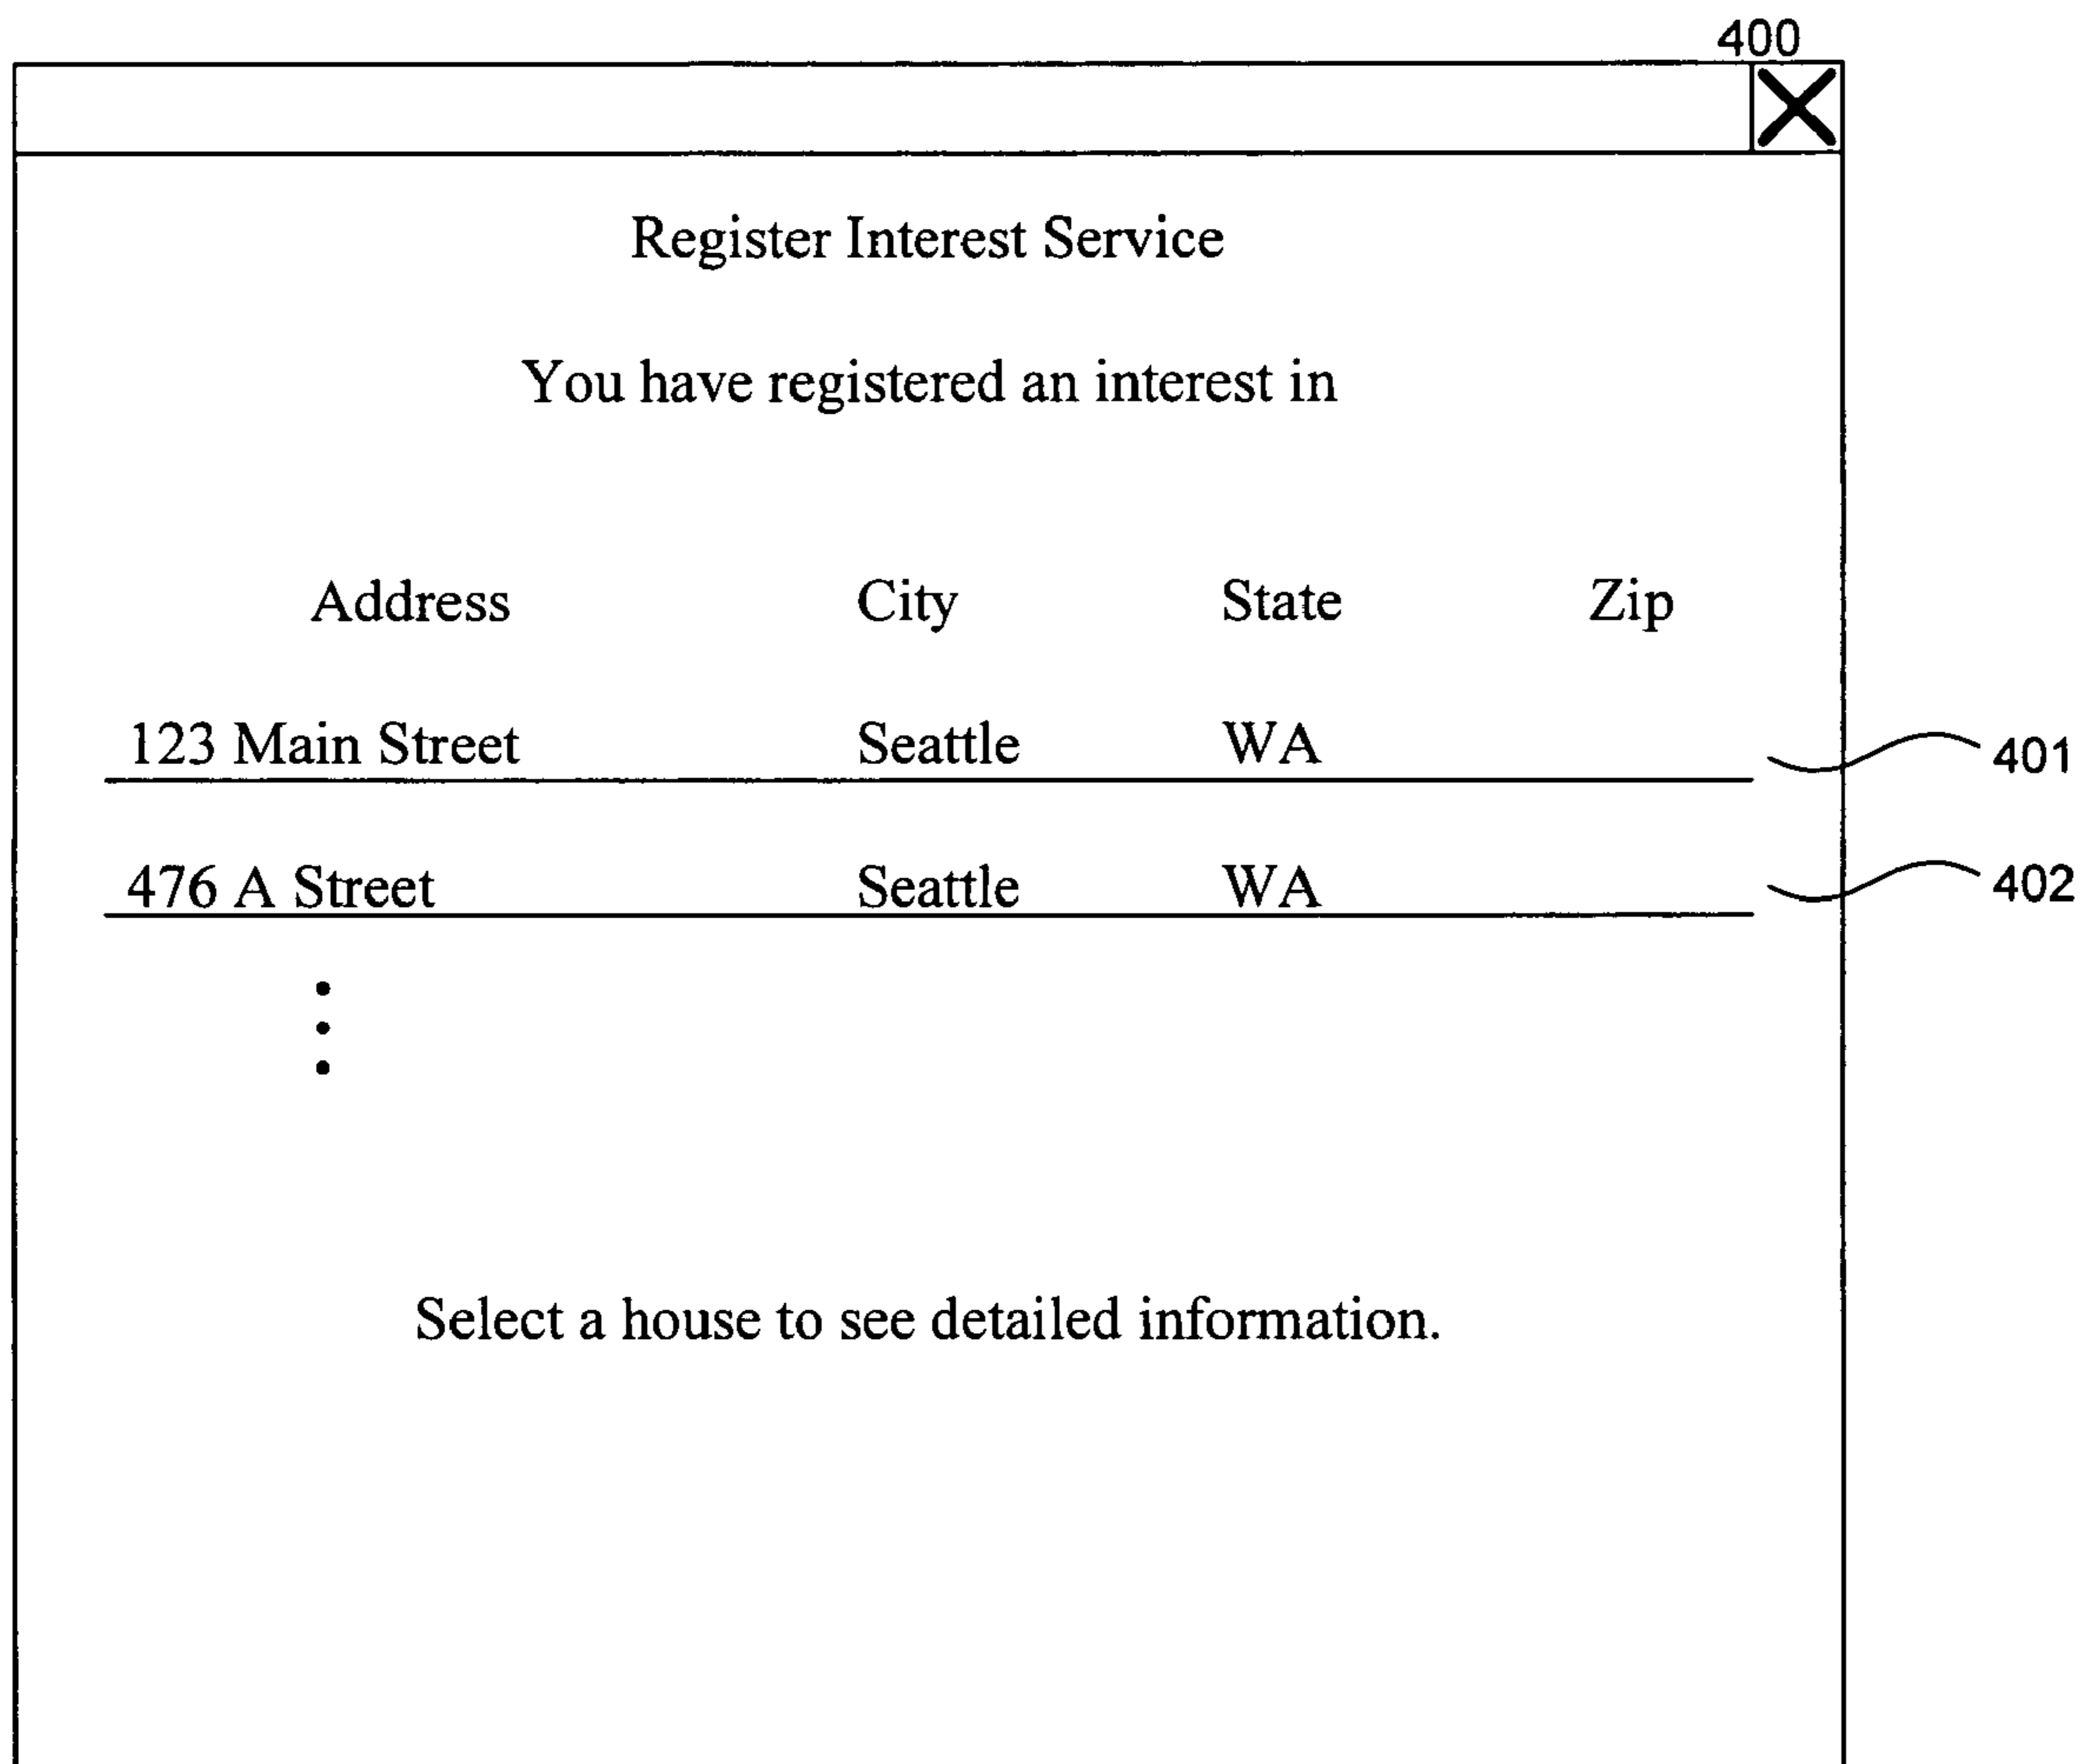 400
Register Interest Service
You have registered an interest in
Address City State Zip
123 Main Street Seattle WA 401
476 A Street Seattle WA 402
Select a house to see detailed information.